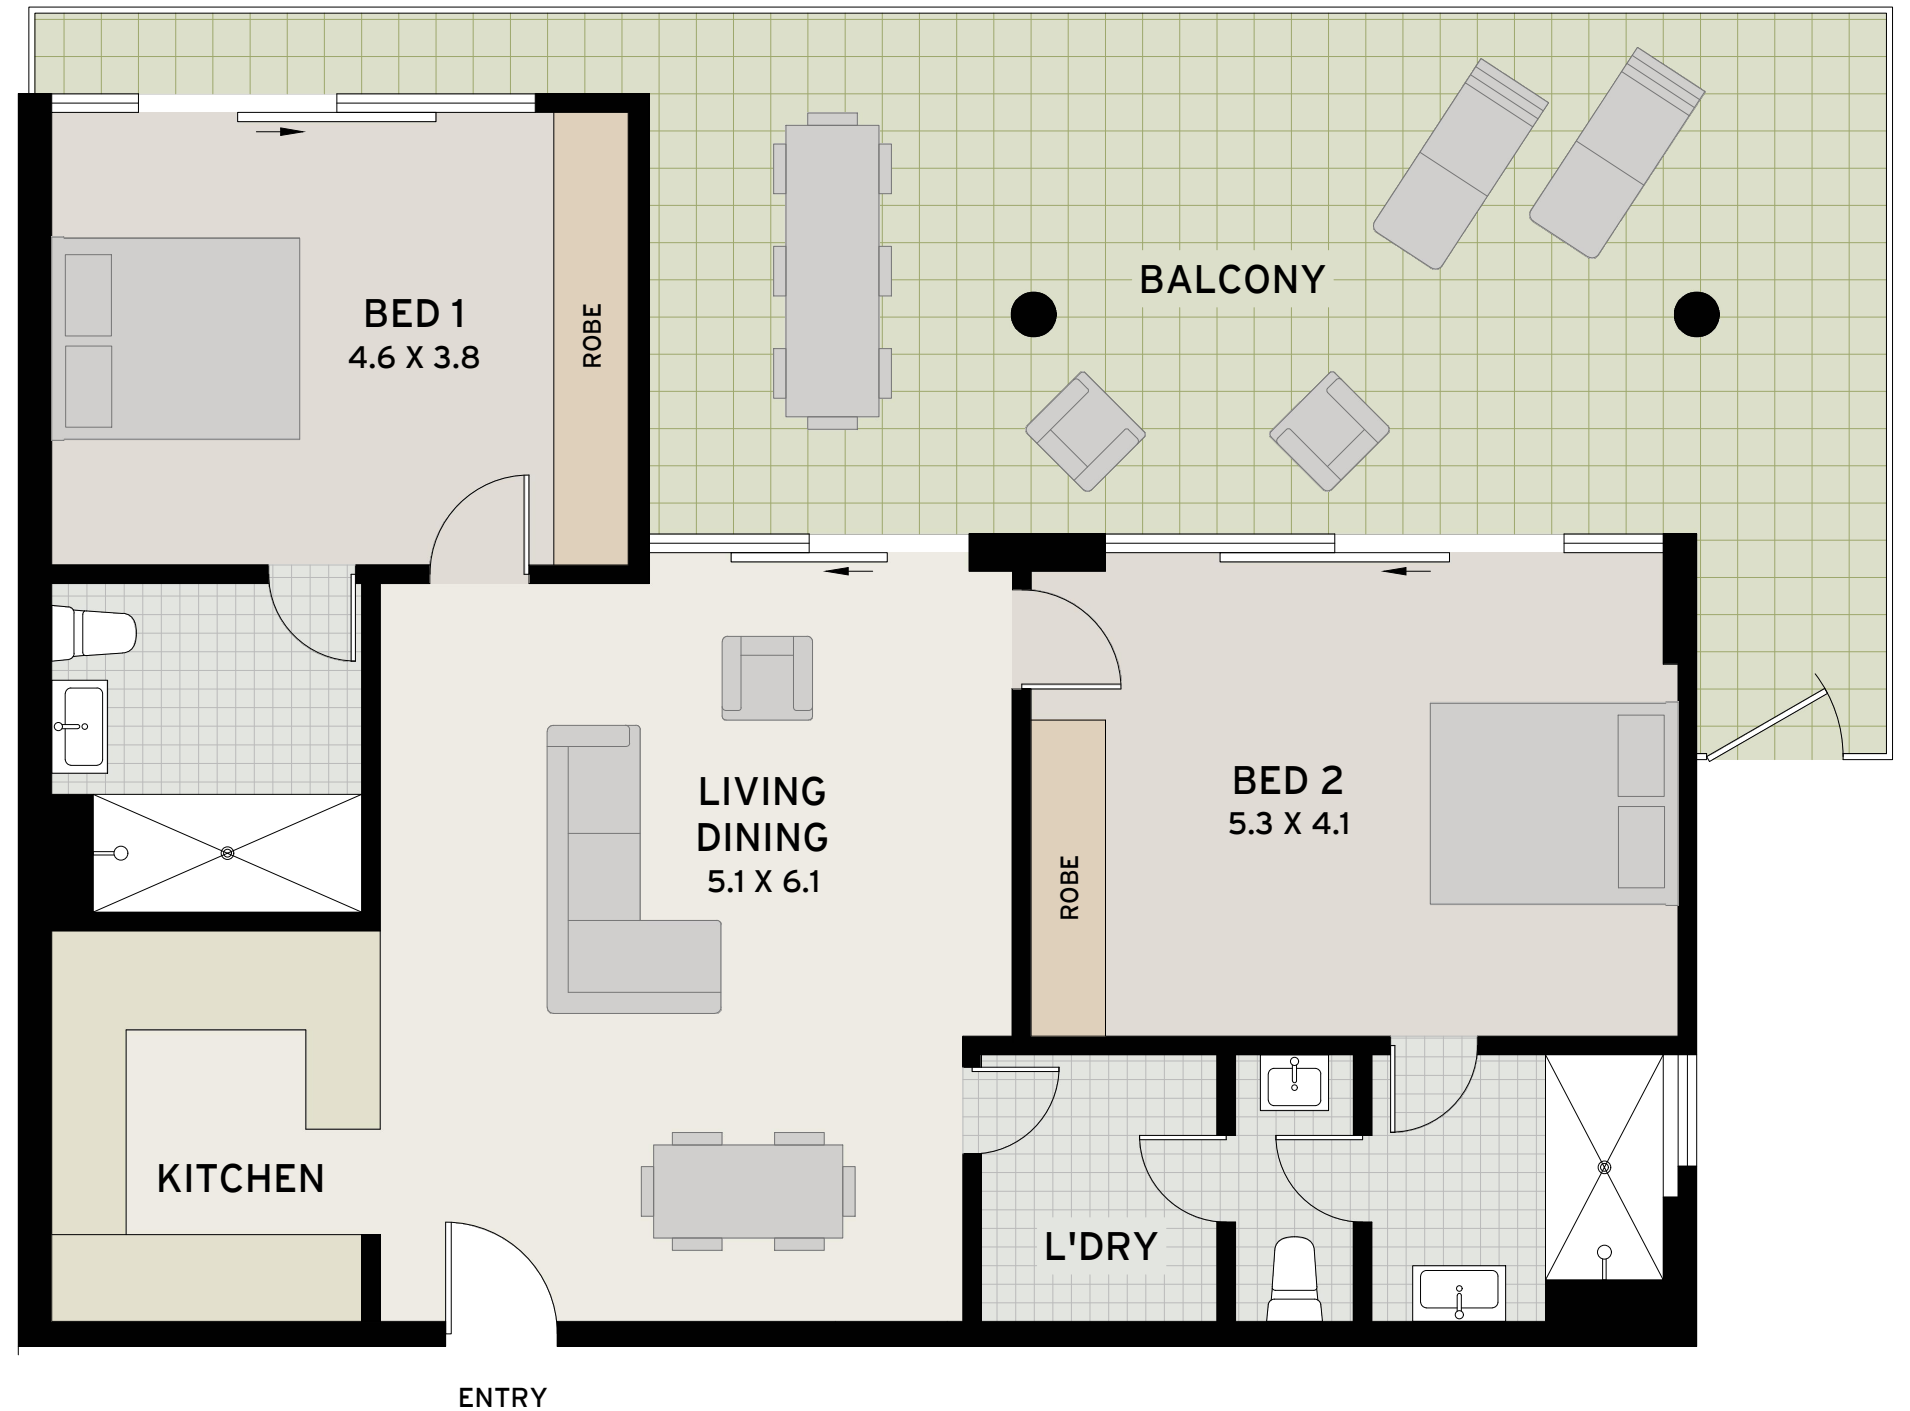 BALCONY
BED 1
4.6 X 3.8
ROBE
LIVING
DINING
5.1 X 6.1
BED 2
5.3 X 4.1
ROBE
KITCHEN
L'DRY
ENTRY